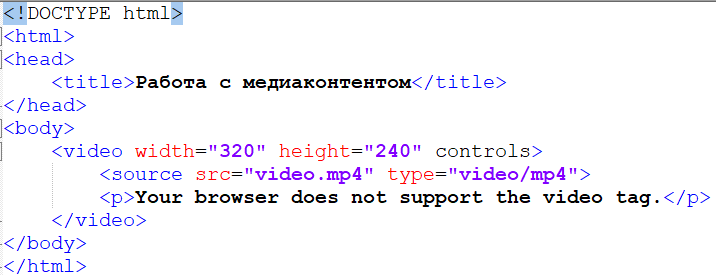 <!DOCTYPE html>
<html>
<head>
    <title>Работа с медиаконтентом</title>
</head>
<body>
    <video width="320" height="240" controls>
        <source src="video.mp4" type="video/mp4">
        <p>Your browser does not support the video tag.</p>
    </video>
</body>
</html>